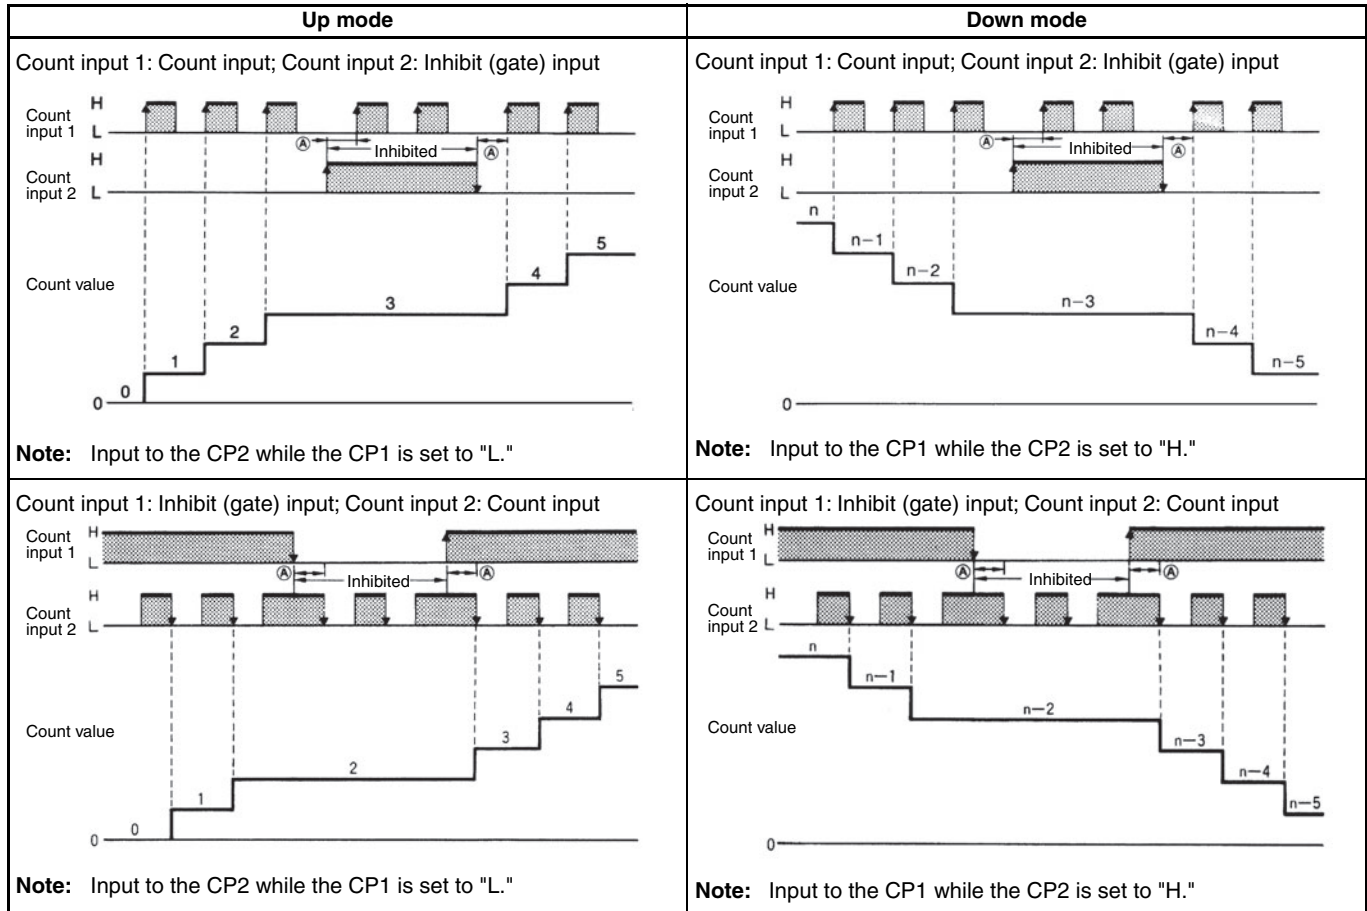 Up mode
Down mode
Count input 1: Count input; Count input 2: Inhibit (gate) input
H
Count
input 1
L
Ⓐ
Inhibited
Ⓐ
H
Count
input 2
L
Count value
0
0
1
2
3
4
5
Note: Input to the CP2 while the CP1 is set to "L."
Count input 1: Count input; Count input 2: Inhibit (gate) input
H
Count
input 1
L
Ⓐ
Inhibited
Ⓐ
H
Count
input 2
L
Count value
n
n−1
n−2
n−3
n−4
n−5
0
Note: Input to the CP1 while the CP2 is set to "H."
Count input 1: Inhibit (gate) input; Count input 2: Count input
Count
input 1
H
L
Ⓐ
Inhibited
Ⓐ
H
Count
input 2
L
Count value
0
0
1
2
3
4
5
Note: Input to the CP2 while the CP1 is set to "L."
Count input 1: Inhibit (gate) input; Count input 2: Count input
Count
input 1
H
L
Ⓐ
Inhibited
Ⓐ
H
Count
input 2
L
Count value
n
n−1
n−2
n−3
n−4
n−5
0
Note: Input to the CP1 while the CP2 is set to "H."